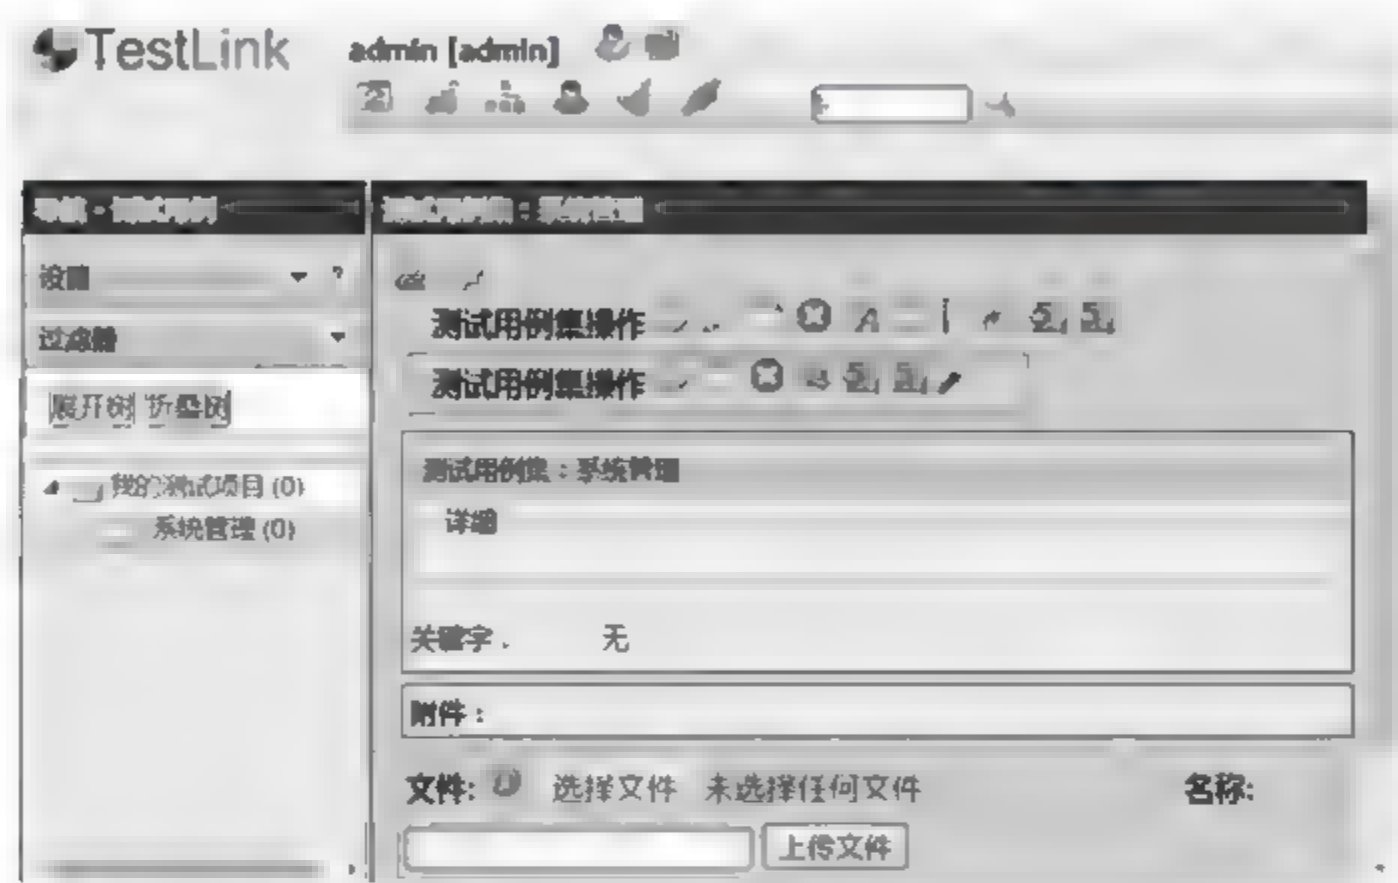 TestLink admin [admin]
测试用例集:系统管理
设置
过滤器
展开树 折叠树
我的测试项目 (0)
系统管理 (0)
测试用例集操作
测试用例集操作
测试用例集:系统管理
详细
关键字
无
附件:
文件: 选择文件 未选择任何文件 名称:
上传文件